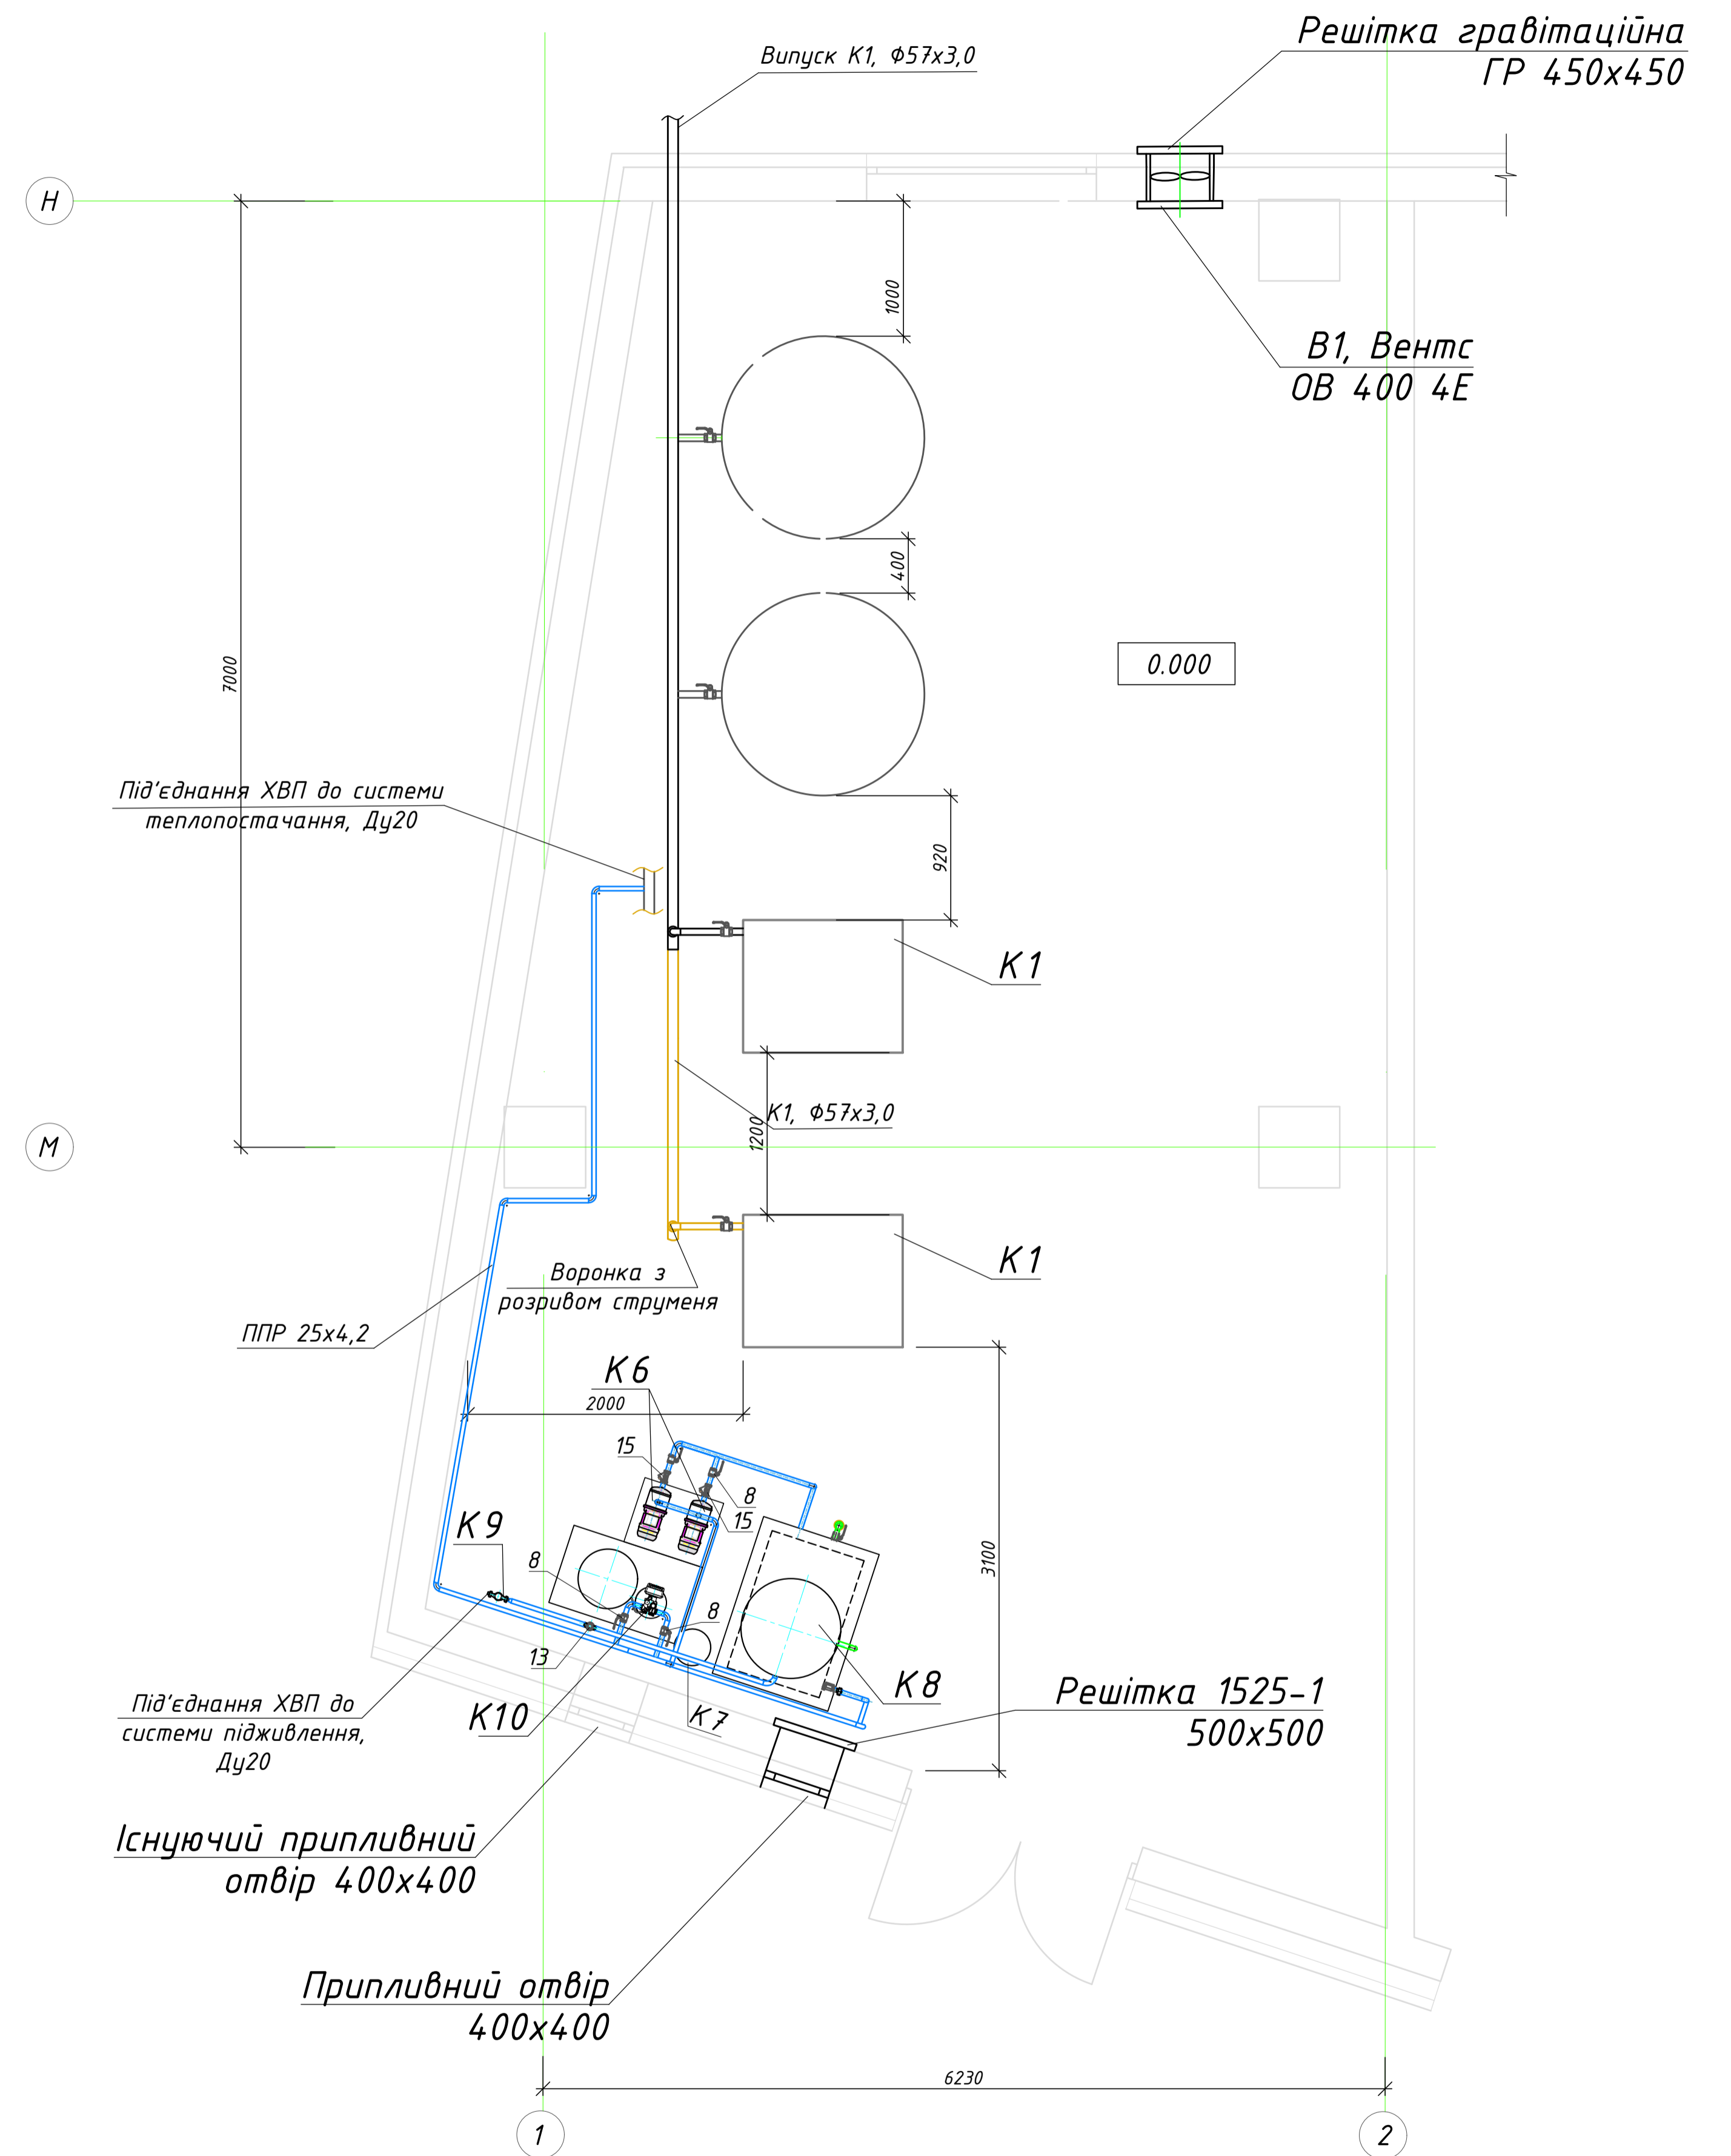 Решітка гравітаційна
ГР 450х450
Випуск К1, Ф57х3,0
Н
1000
В1, Вентс
ОВ 400 4Е
400
0.000
7000
Під'єднання ХВП до системи
теплопостачання, Ду20
920
К1
К1, Ф57х3,0
1200
М
К1
Воронка з
розривом струменя
ППР 25х4,2
К6
2000
15
8
15
К9
8
3100
8
13
К8
К10
К7
Решітка 1525-1
500х500
Під'єднання ХВП до
системи підживлення,
Ду20
Існуючий припливний
отвір 400х400
Припливний отвір
400х400
6230
1
2